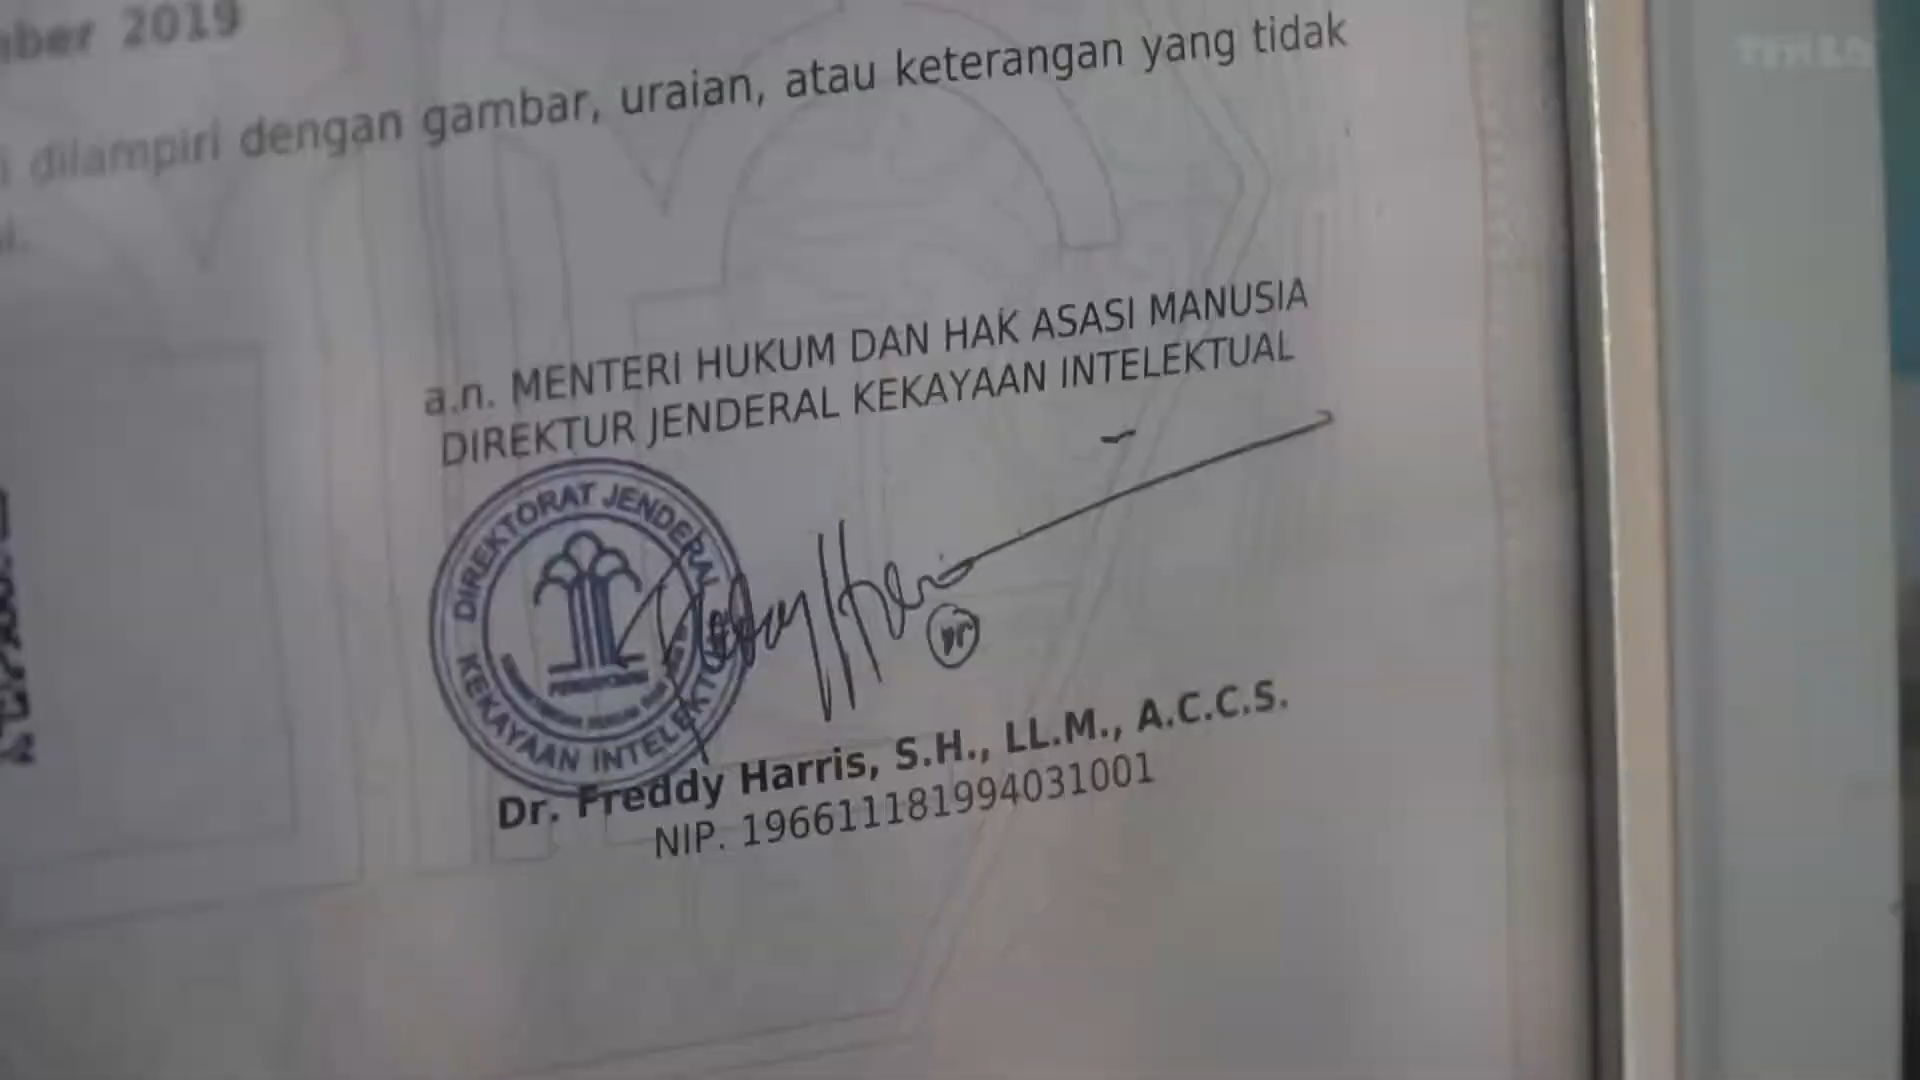 2019
dilampiri dengan gambar, uraian, atau keterangan yang tidak
a.n. MENTERI HUKUM DAN HAK ASASI MANUSIA
DIREKTUR JENDERAL KEKAYAAN INTELEKTUAL
DIREKTORAT JENDERAL
KEKAYAAN INTELEKTUAL
Dr. Freddy Harris, S.H., LL.M., A.C.C.S.
NIP. 196611181994031001